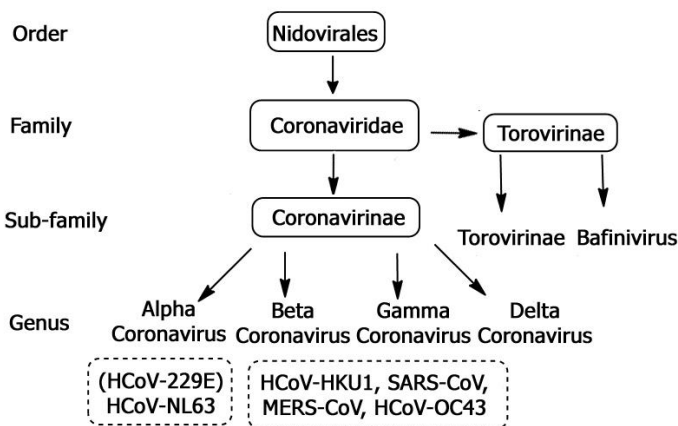 Order
Nidovirales
Family
Coronaviridae
Torovirinae
Sub-family
Coronavirinae
Torovirinae Bafinivirus
Genus
Alpha
Coronavirus
Beta
Coronavirus
Gamma
Coronavirus
Delta
Coronavirus
(HCoV-229E)
HCoV-NL63
HCoV-HKU1, SARS-CoV,
MERS-CoV, HCoV-OC43